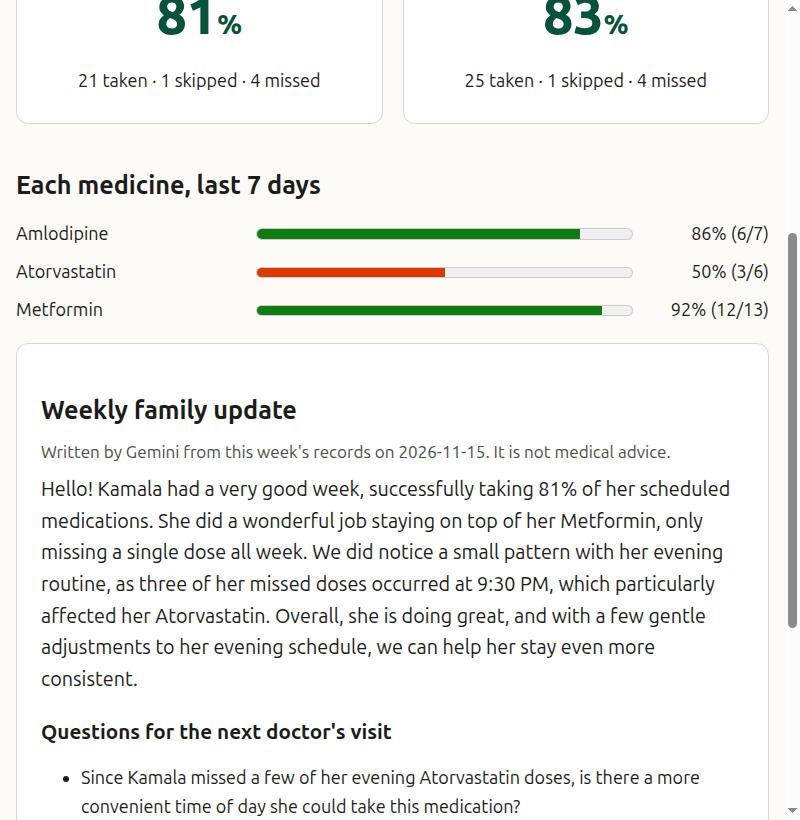 81% 83%
21 taken · 1 skipped · 4 missed
25 taken · 1 skipped · 4 missed
Each medicine, last 7 days
Amlodipine 86% (6/7)
Atorvastatin 50% (3/6)
Metformin 92% (12/13)
Weekly family update
Written by Gemini from this week's records on 2026-11-15. It is not medical advice.
Hello! Kamala had a very good week, successfully taking 81% of her scheduled
medications. She did a wonderful job staying on top of her Metformin, only
missing a single dose all week. We did notice a small pattern with her evening
routine, as three of her missed doses occurred at 9:30 PM, which particularly
affected her Atorvastatin. Overall, she is doing great, and with a few gentle
adjustments to her evening schedule, we can help her stay even more
consistent.
Questions for the next doctor's visit
• Since Kamala missed a few of her evening Atorvastatin doses, is there a more
convenient time of day she could take this medication?